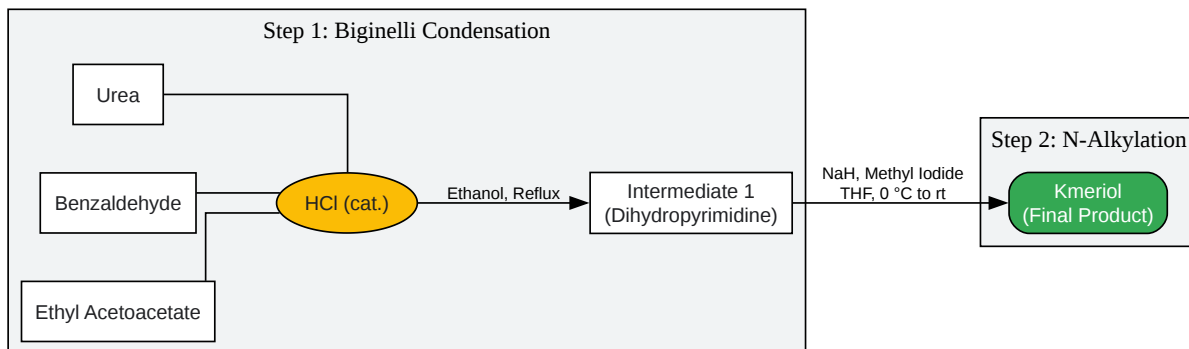 Step 1: Biginelli Condensation
Urea
Benzaldehyde
Ethyl Acetoacetate
HCl (cat.)
Ethanol, Reflux
Intermediate 1
(Dihydropyrimidine)
NaH, Methyl Iodide
THF, 0 °C to rt
Step 2: N-Alkylation
Kmeriol
(Final Product)